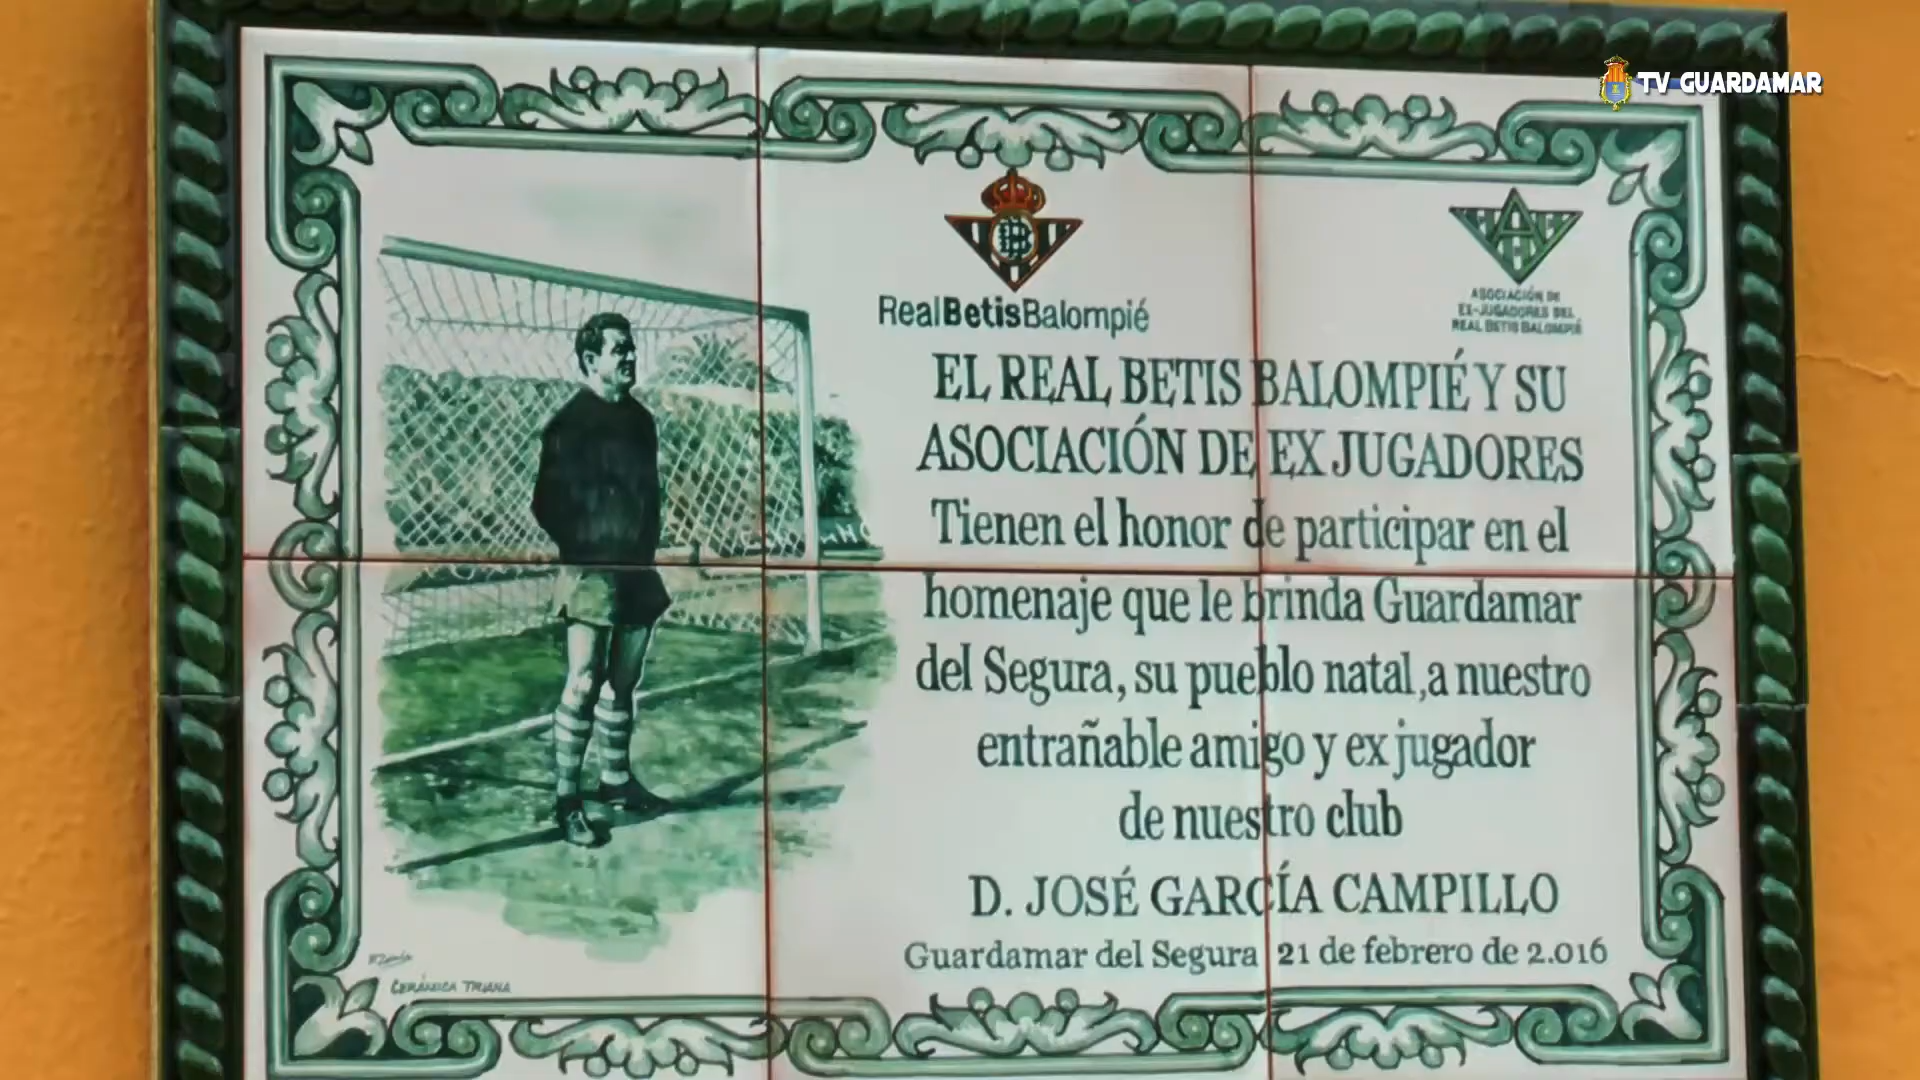 TV GUARDAMAR
RealBetisBalompié
ASOCIACIÓN DE
EX-JUGADORES DEL
REAL BETIS BALOMPIÉ
EL REAL BETIS BALOMPIÉ Y SU
ASOCIACIÓN DE EX JUGADORES
Tienen el honor de participar en el
homenaje que le brinda Guardamar
del Segura, su pueblo natal, a nuestro
entrañable amigo y ex jugador
de nuestro club
D. JOSÉ GARCÍA CAMPILLO
Guardamar del Segura 21 de febrero de 2.016
CERÁMICA TRIANA